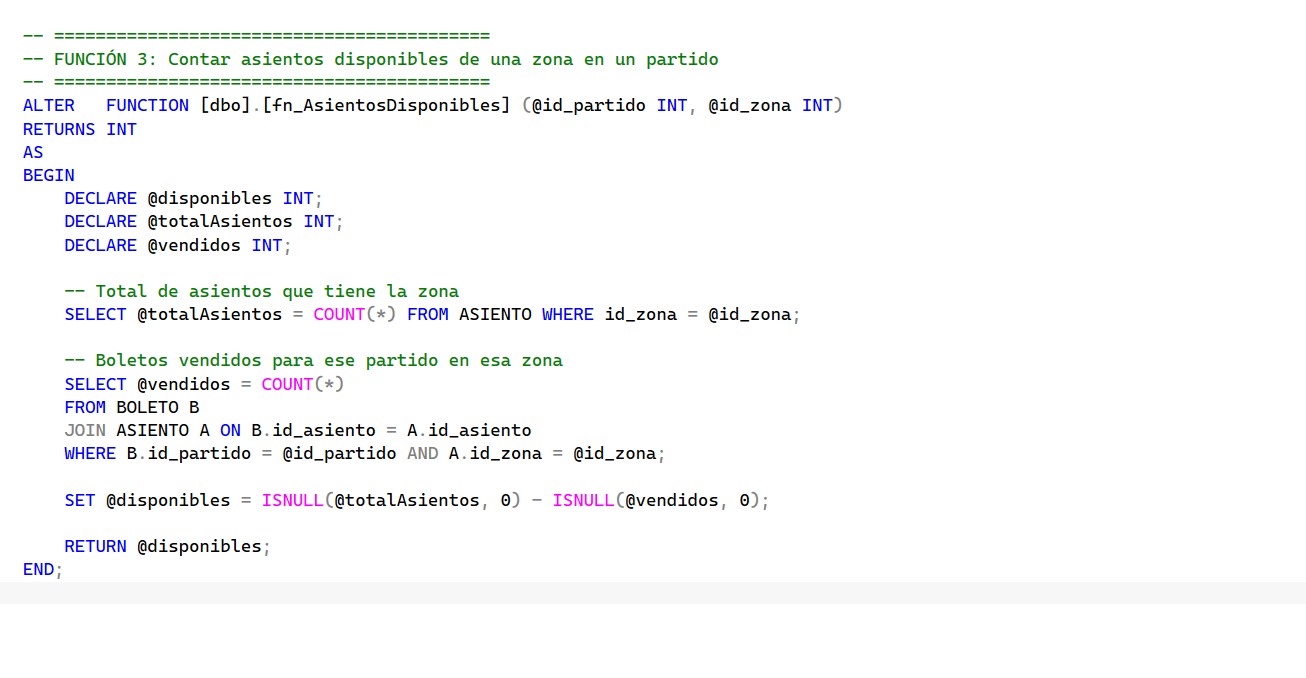 -- ==========================================
-- FUNCIÓN 3: Contar asientos disponibles de una zona en un partido
-- ==========================================
ALTER   FUNCTION [dbo].[fn_AsientosDisponibles] (@id_partido INT, @id_zona INT)
RETURNS INT
AS
BEGIN
    DECLARE @disponibles INT;
    DECLARE @totalAsientos INT;
    DECLARE @vendidos INT;

    -- Total de asientos que tiene la zona
    SELECT @totalAsientos = COUNT(*) FROM ASIENTO WHERE id_zona = @id_zona;

    -- Boletos vendidos para ese partido en esa zona
    SELECT @vendidos = COUNT(*)
    FROM BOLETO B
    JOIN ASIENTO A ON B.id_asiento = A.id_asiento
    WHERE B.id_partido = @id_partido AND A.id_zona = @id_zona;

    SET @disponibles = ISNULL(@totalAsientos, 0) - ISNULL(@vendidos, 0);

    RETURN @disponibles;
END;